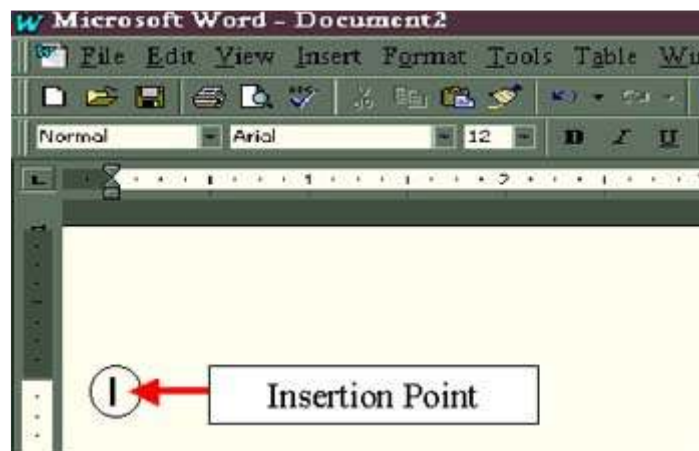 Microsoft Word - Document2
File Edit View Insert Format Tools Table
Normal Arial 12 B I U
1 2
Insertion Point